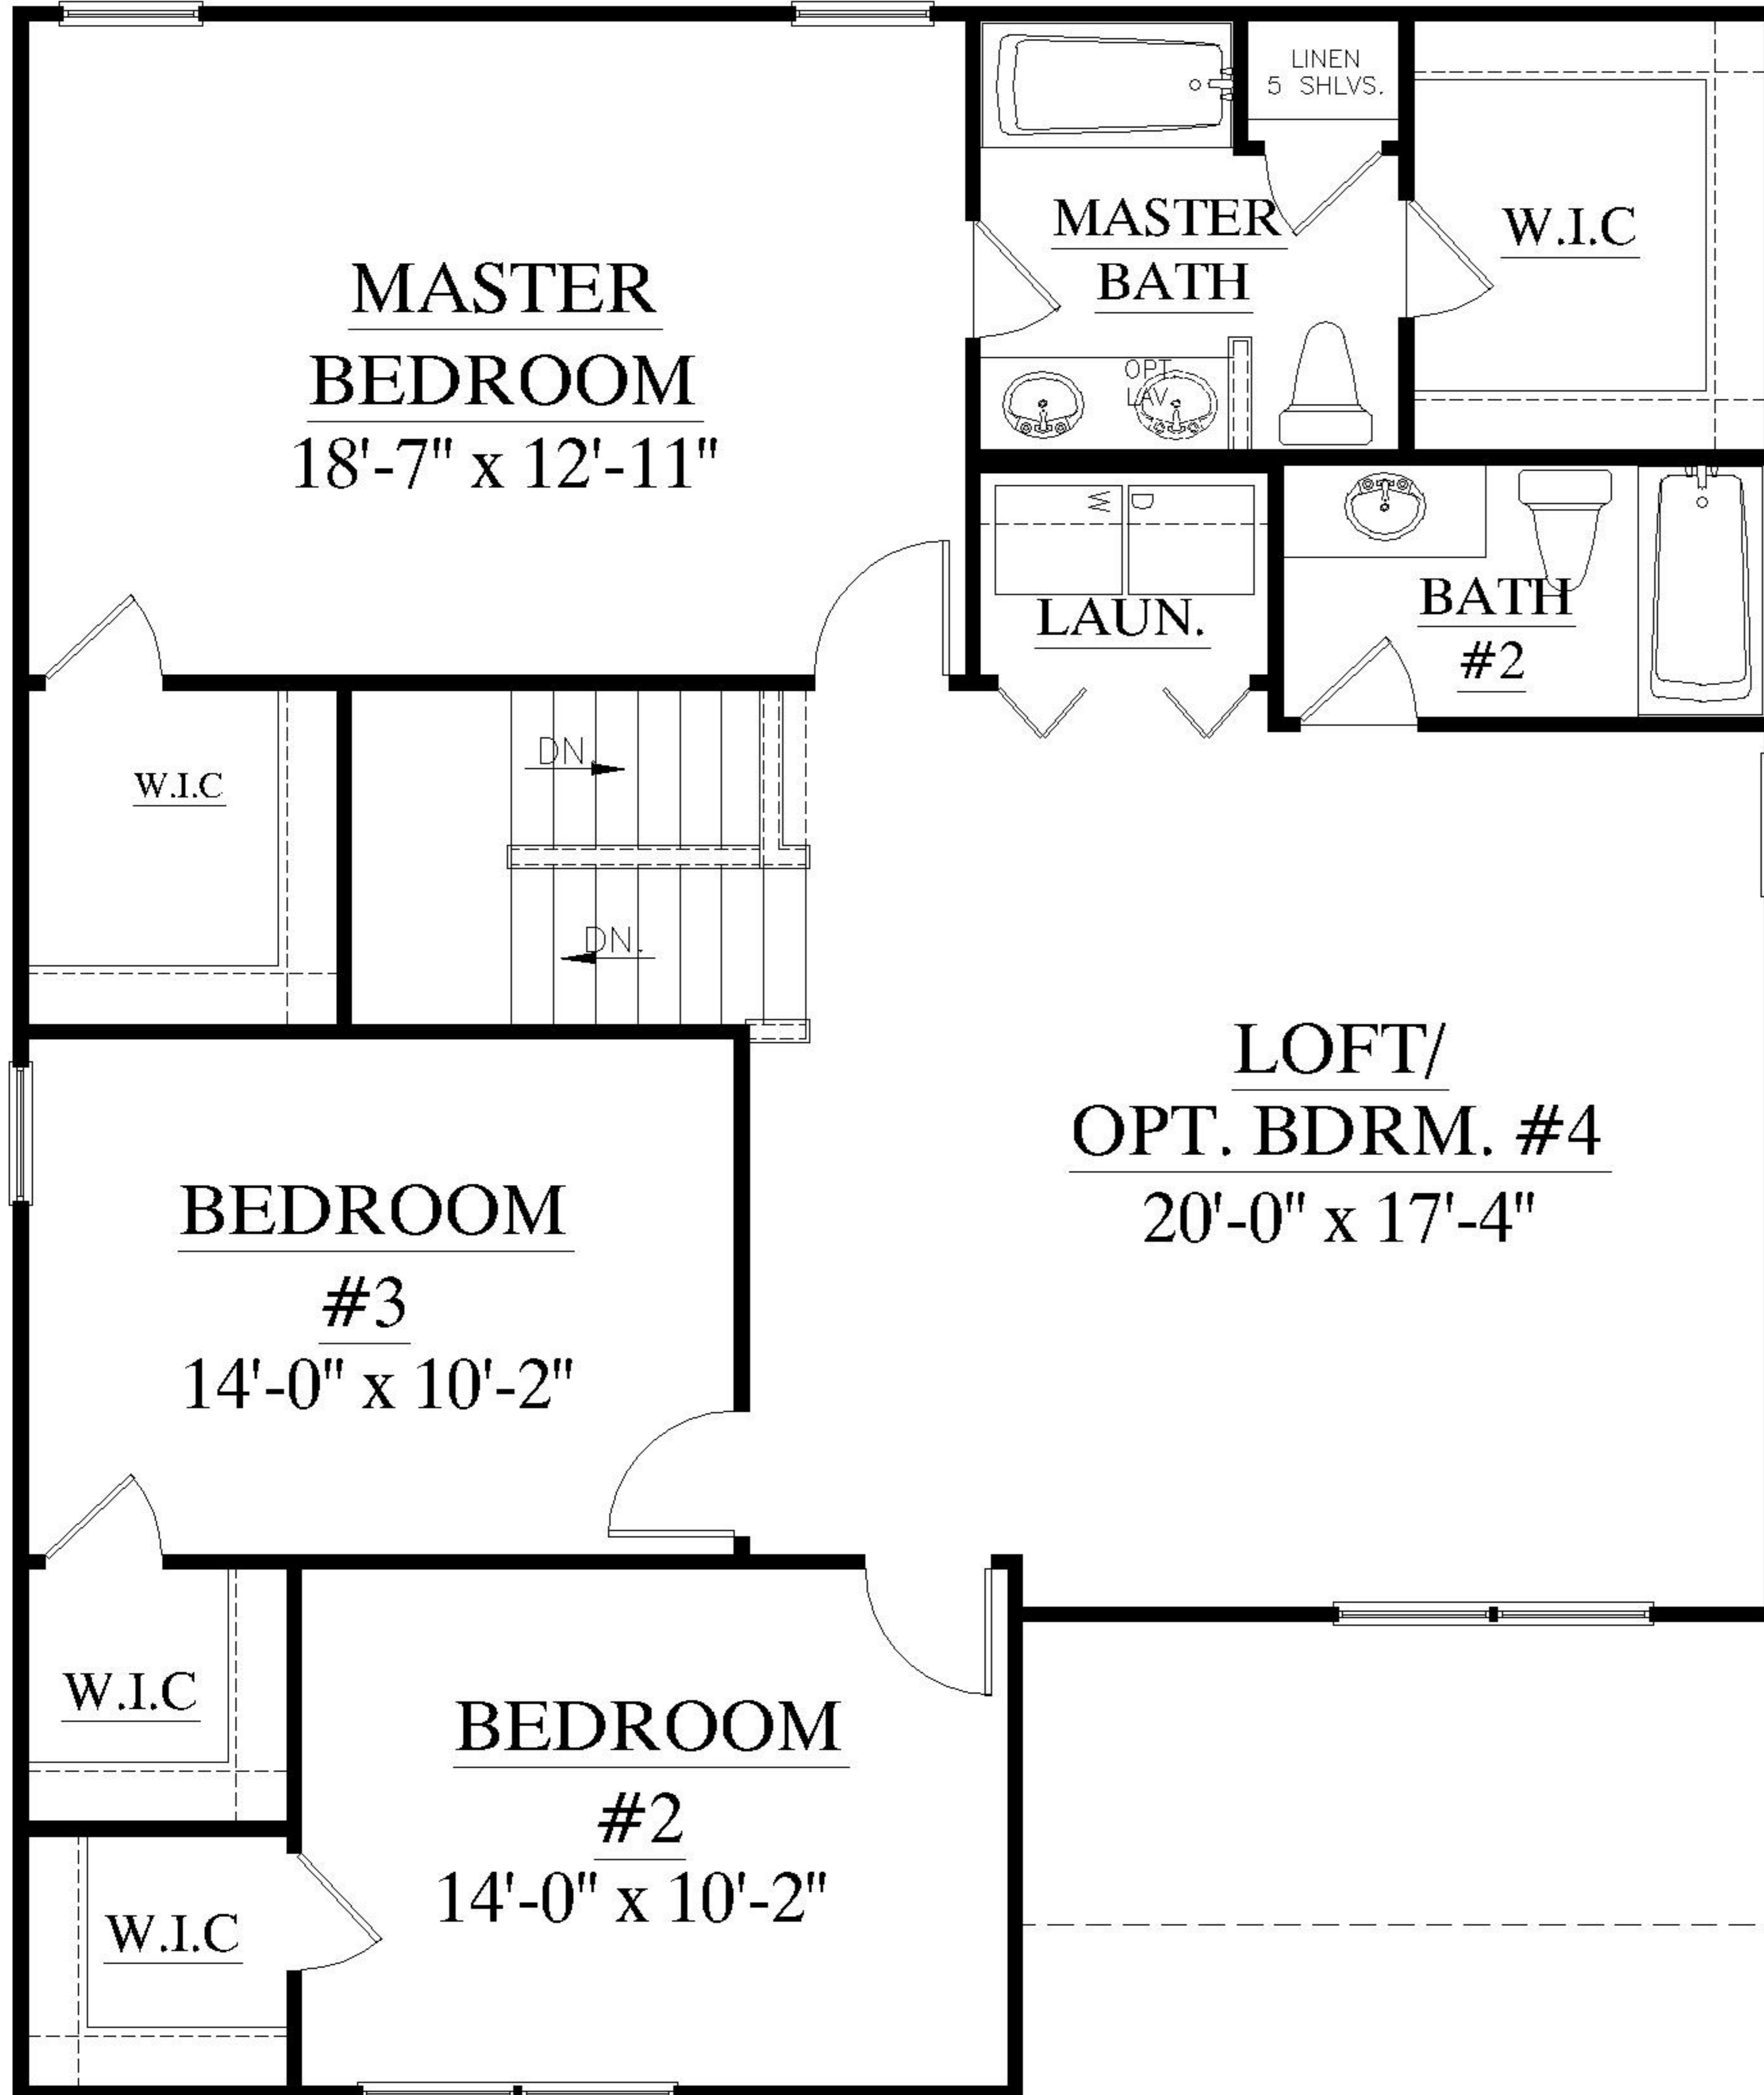 LINEN
5 SHLVS.
MASTER
BATH
W.I.C
MASTER
BEDROOM
18'-7" x 12'-11"
OPT.
LAV.
W
D
LAUN.
BATH
#2
W.I.C
DN.
DN.
LOFT/
OPT. BDRM. #4
20'-0" x 17'-4"
BEDROOM
#3
14'-0" x 10'-2"
W.I.C
BEDROOM
#2
14'-0" x 10'-2"
W.I.C